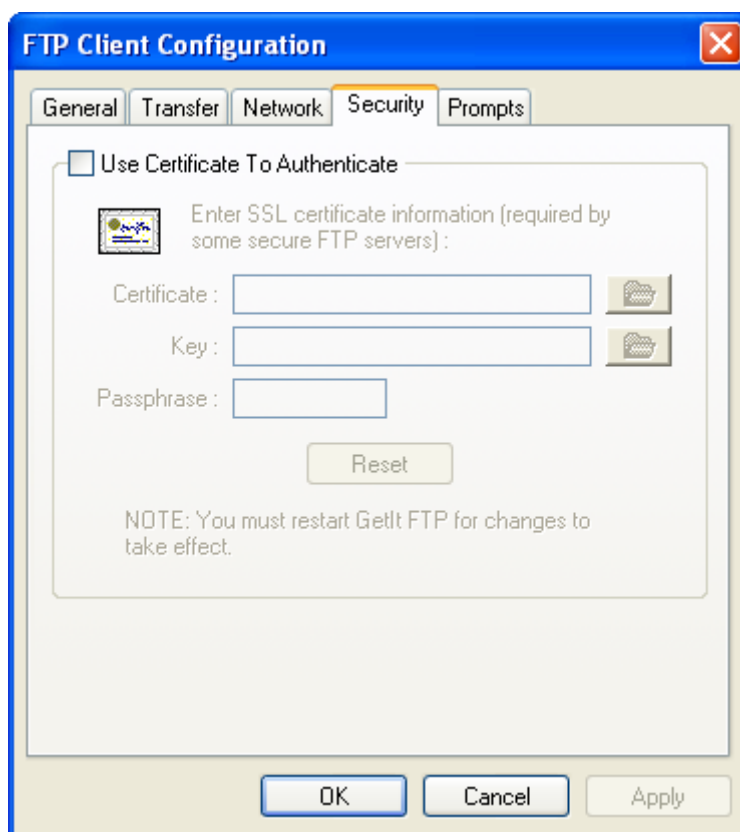 FTP Client Configuration
General Transfer Network Security Prompts
Use Certificate To Authenticate
Enter SSL certificate information (required by
some secure FTP servers) :
Certificate :
Key :
Passphrase :
Reset
NOTE: You must restart GetIt FTP for changes to
take effect.
OK Cancel Apply